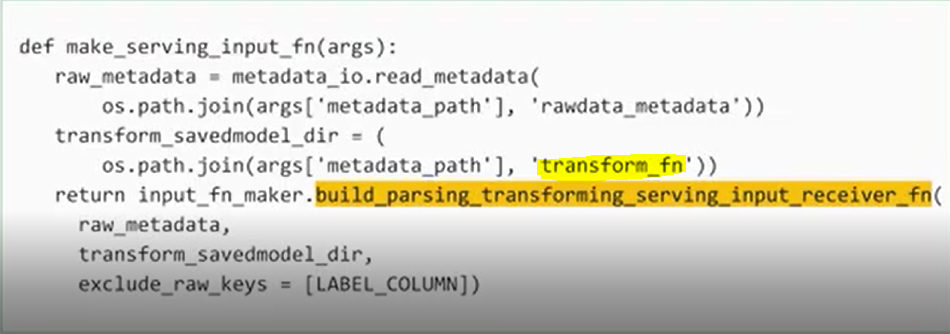 def make_serving_input_fn(args):
raw_metadata = metadata_io.read_metadata(
os.path.join(args['metadata_path'], 'rawdata_metadata'))
transform_savedmodel_dir = (
os.path.join(args['metadata_path'], 'transform_fn'))
return input_fn_maker.build_parsing_transforming_serving_input_receiver_fn(
raw_metadata,
transform_savedmodel_dir,
exclude_raw_keys = [LABEL_COLUMN])